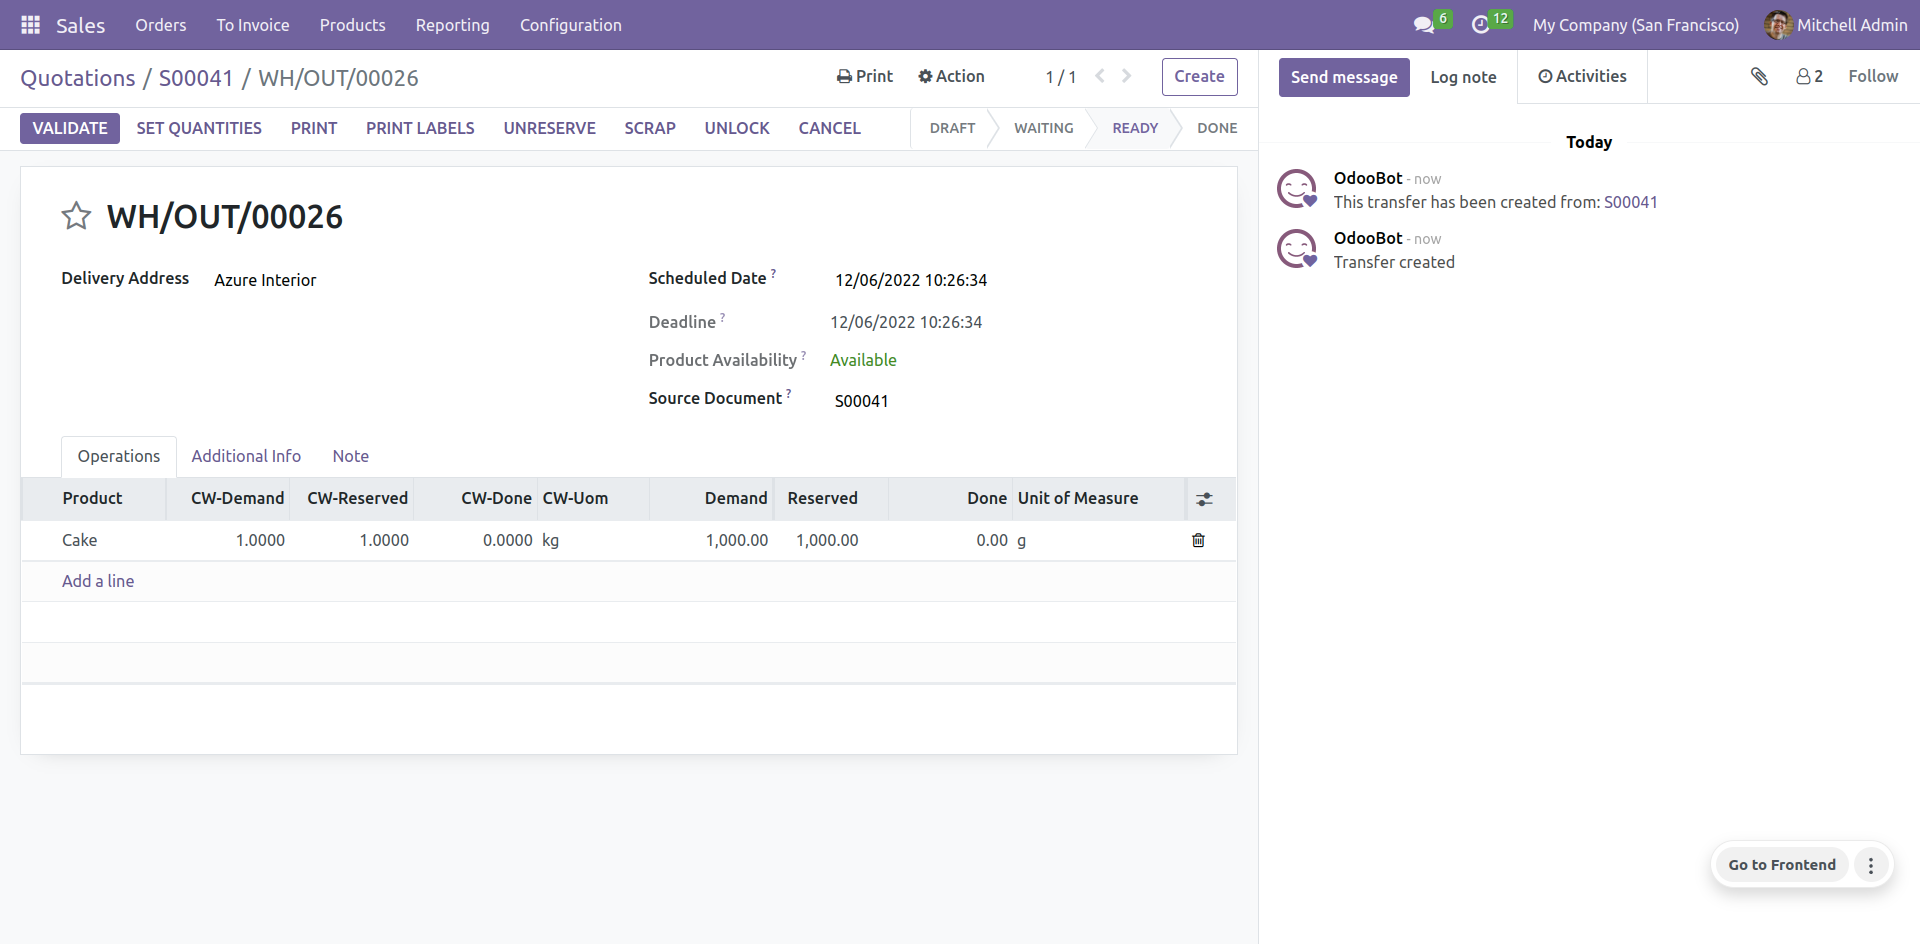 Sales Orders To Invoice Products Reporting Configuration 6 12 My Company (San Francisco) Mitchell Admin
Quotations / S00041 / WH/OUT/00026 Print Action 1 / 1 Create
Send message Log note Activities 2 Follow
VALIDATE SET QUANTITIES PRINT PRINT LABELS UNRESERVE SCRAP UNLOCK CANCEL DRAFT WAITING READY DONE
WH/OUT/00026
Delivery Address Azure Interior
Scheduled Date ? 12/06/2022 10:26:34
Deadline ? 12/06/2022 10:26:34
Product Availability ? Available
Source Document ? S00041
Operations Additional Info Note
Product CW-Demand CW-Reserved CW-Done CW-Uom Demand Reserved Done Unit of Measure
Cake 1.0000 1.0000 0.0000 kg 1,000.00 1,000.00 0.00 g
Add a line
Today
OdooBot - now
This transfer has been created from: S00041
OdooBot - now
Transfer created
Go to Frontend